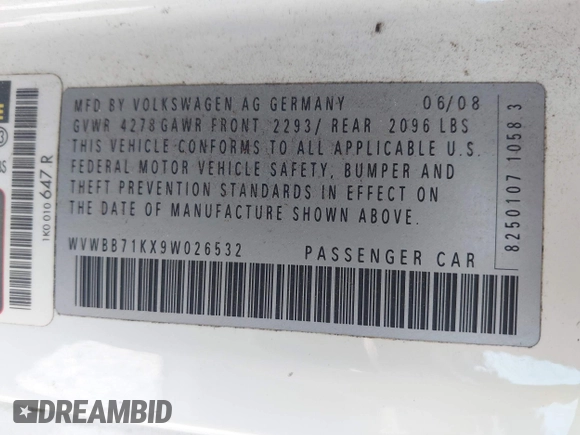 MFD BY VOLKSWAGEN AG GERMANY 06/08
GVWR 4278 GAWR FRONT 2293/ REAR 2096 LBS
THIS VEHICLE CONFORMS TO ALL APPLICABLE U.S.
FEDERAL MOTOR VEHICLE SAFETY, BUMPER AND
THEFT PREVENTION STANDARDS IN EFFECT ON
THE DATE OF MANUFACTURE SHOWN ABOVE.
WVWBB71KX9W026532 PASSENGER CAR
8250107 10583
1K0 010 647 R
DREAMBID